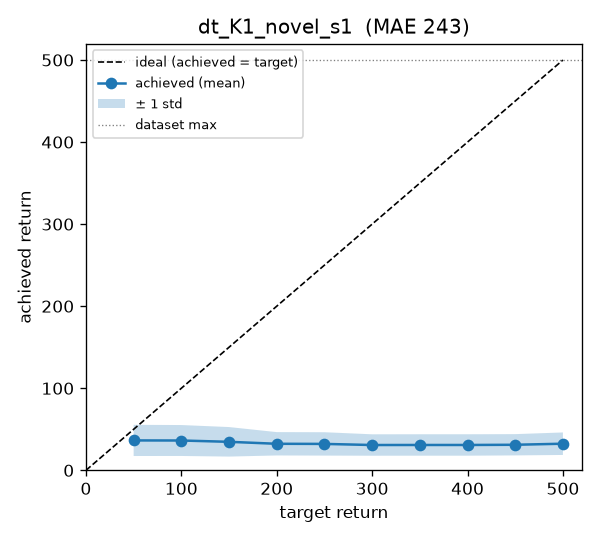 dt_K1_novel_s1  (MAE 243)
ideal (achieved = target)
achieved (mean)
± 1 std
dataset max
500
400
300
200
100
0
achieved return
0
100
200
300
400
500
target return